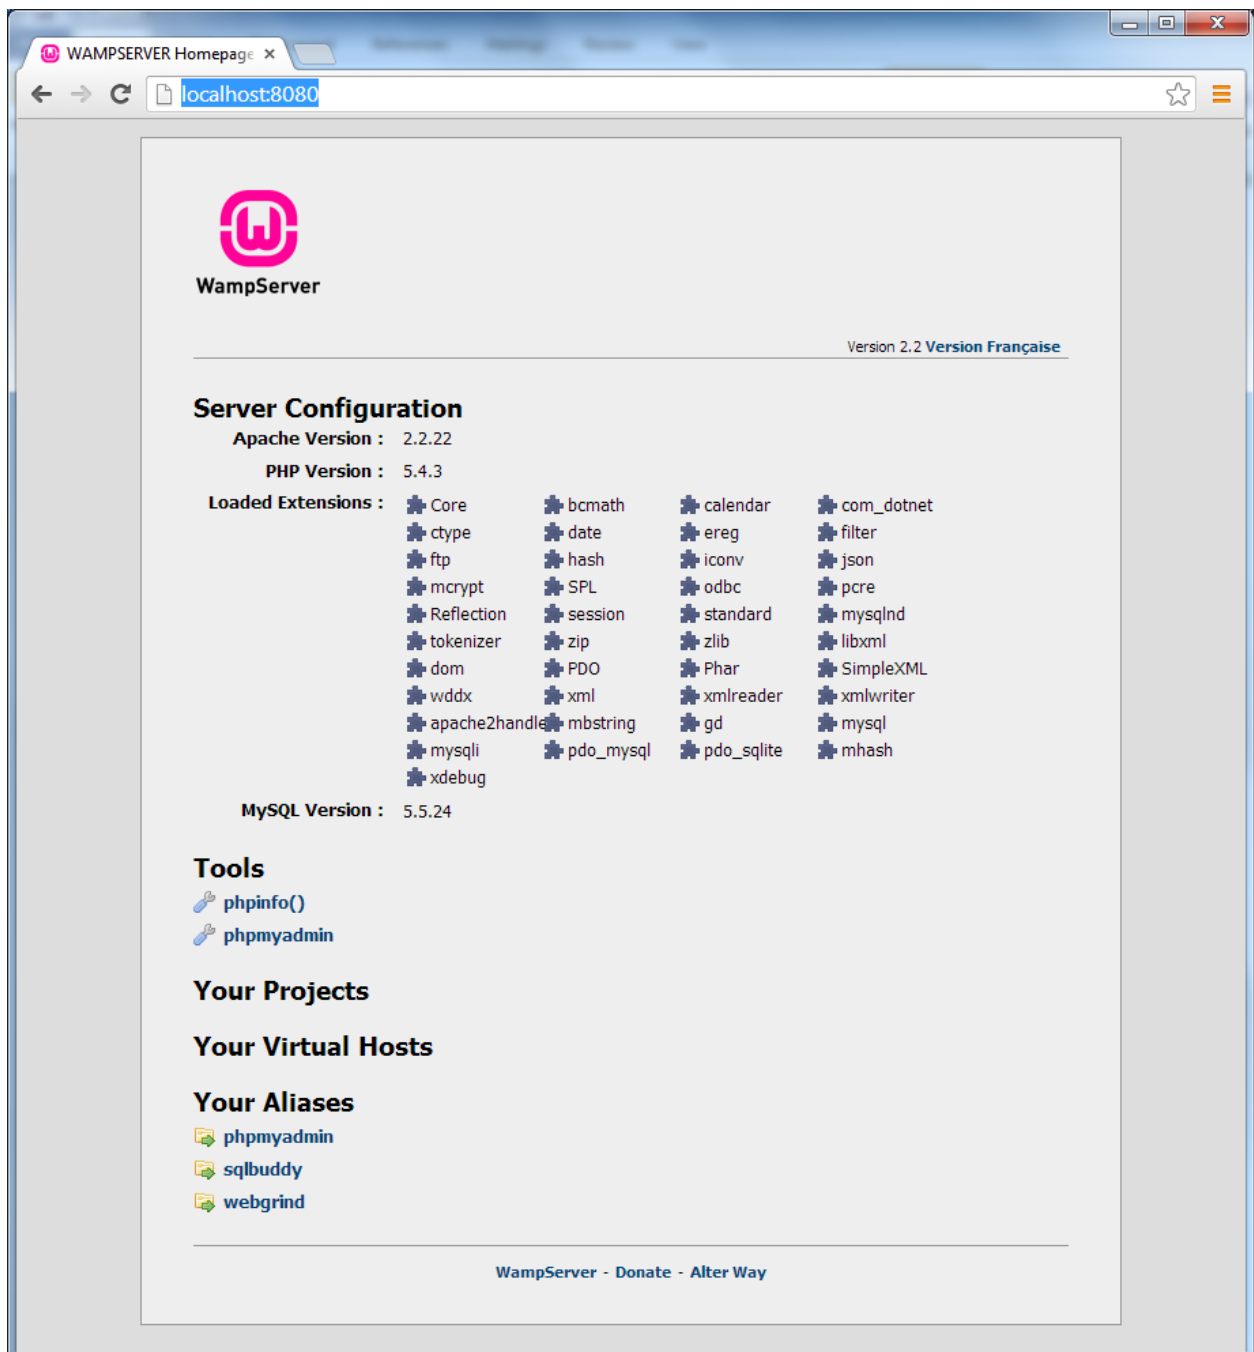 WAMPSERVER Homepage
localhost:8080
WampServer
Version 2.2 Version Française
Server Configuration
Apache Version : 2.2.22
PHP Version : 5.4.3
Loaded Extensions : Core bcmath calendar com_dotnet
ctype date ereg filter
ftp hash iconv json
mcrypt SPL odbc pcre
Reflection session standard mysqlnd
tokenizer zip zlib libxml
dom PDO Phar SimpleXML
wddx xml xmlreader xmlwriter
apache2handle mbstring gd mysql
mysqli pdo_mysql pdo_sqlite mhash
xdebug
MySQL Version : 5.5.24
Tools
phpinfo()
phpmyadmin
Your Projects
Your Virtual Hosts
Your Aliases
phpmyadmin
sqlbuddy
webgrind
WampServer - Donate - Alter Way